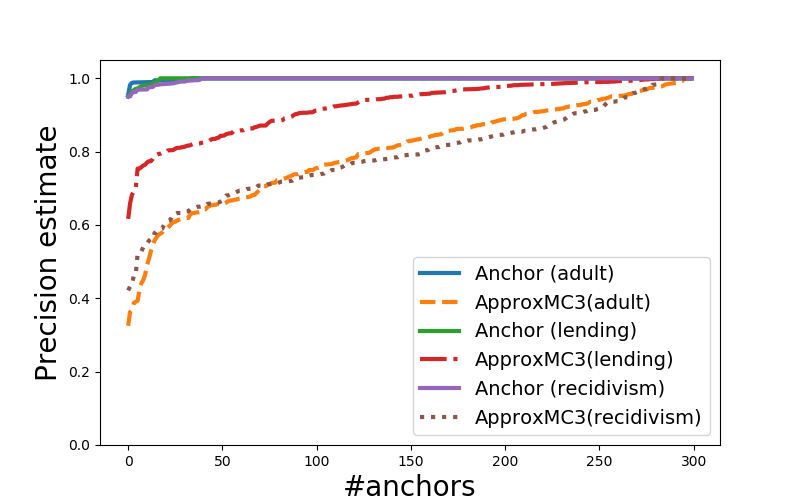 Precision estimate
1.0
0.8
0.6
0.4
0.2
0.0
Anchor (adult)
ApproxMC3(adult)
Anchor (lending)
ApproxMC3(lending)
Anchor (recidivism)
ApproxMC3(recidivism)
0 50 100 150 200 250 300
#anchors